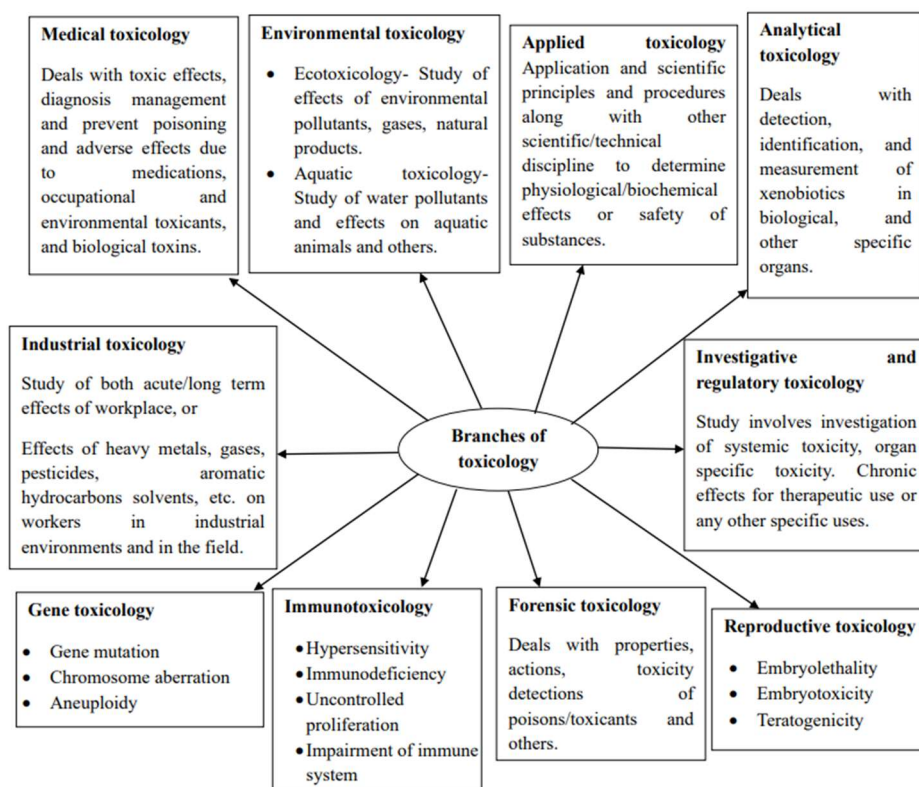 Medical toxicology
Deals with toxic effects,
diagnosis management
and prevent poisoning
and adverse effects due
to medications,
occupational and
environmental toxicants,
and biological toxins.
Environmental toxicology
• Ecotoxicology- Study of
effects of environmental
pollutants, gases, natural
products.
• Aquatic toxicology-
Study of water pollutants
and effects on aquatic
animals and others.
Applied toxicology
Application and scientific
principles and procedures
along with other
scientific/technical
discipline to determine
physiological/biochemical
effects or safety of
substances.
Analytical
toxicology
Deals with
detection,
identification, and
measurement of
xenobiotics in
biological, and
other specific
organs.
Industrial toxicology
Study of both acute/long term
effects of workplace, or
Effects of heavy metals, gases,
pesticides, aromatic
hydrocarbons solvents, etc. on
workers in industrial
environments and in the field.
Branches of
toxicology
Investigative and
regulatory toxicology
Study involves investigation
of systemic toxicity, organ
specific toxicity. Chronic
effects for therapeutic use or
any other specific uses.
Gene toxicology
• Gene mutation
• Chromosome aberration
• Aneuploidy
Immunotoxicology
• Hypersensitivity
• Immunodeficiency
• Uncontrolled
proliferation
• Impairment of immune
system
Forensic toxicology
Deals with properties,
actions, toxicity
detections of
poisons/toxicants and
others.
Reproductive toxicology
• Embryolethality
• Embryotoxicity
• Teratogenicity